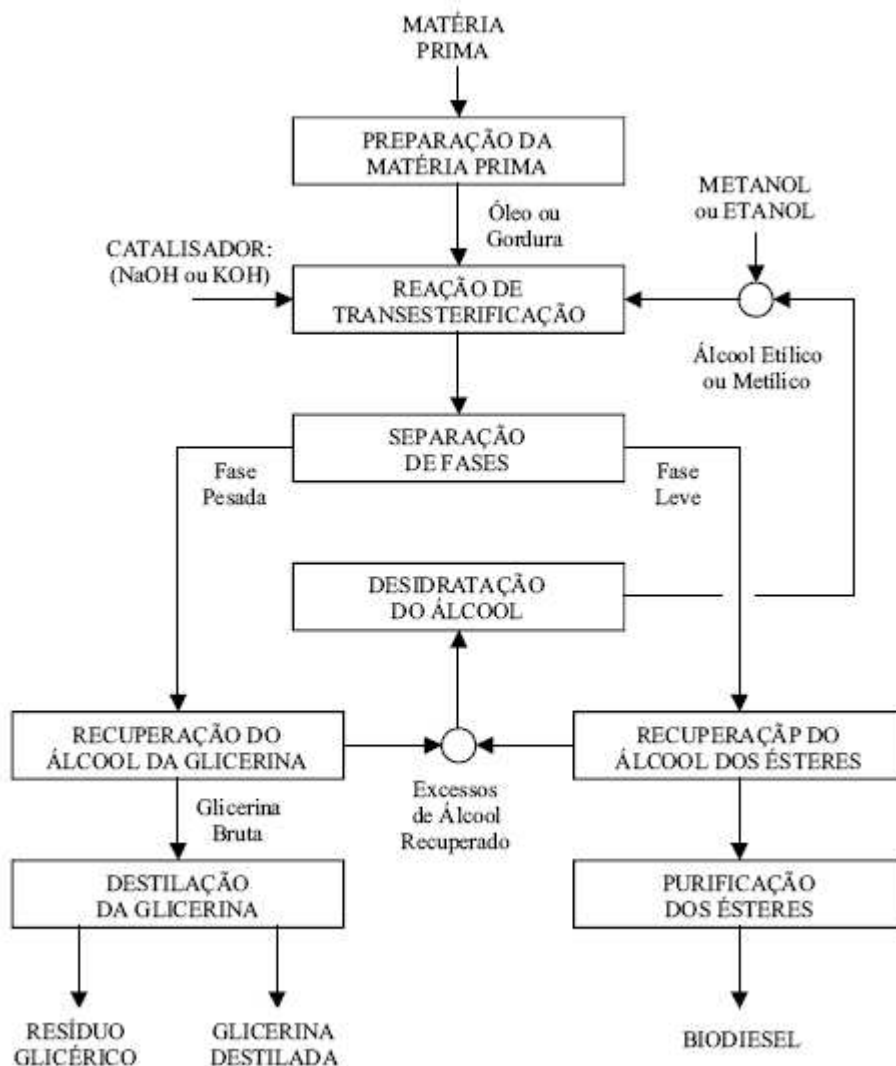 MATÉRIA
PRIMA
PREPARAÇÃO DA
MATÉRIA PRIMA
METANOL
ou ETANOL
Óleo ou
Gordura
CATALISADOR:
(NaOH ou KOH)
REAÇÃO DE
TRANSESTERIFICAÇÃO
Álcool Etílico
ou Metílico
SEPARAÇÃO
DE FASES
Fase
Pesada
Fase
Leve
DESIDRATAÇÃO
DO ÁLCOOL
RECUPERAÇÃO DO
ÁLCOOL DA GLICERINA
RECUPERAÇÃP DO
ÁLCOOL DOS ÉSTERES
Glicerina
Bruta
Excessos
de Álcool
Recuperado
DESTILAÇÃO
DA GLICERINA
PURIFICAÇÃO
DOS ÉSTERES
RESÍDUO
GLICÉRICO
GLICERINA
DESTILADA
BIODIESEL